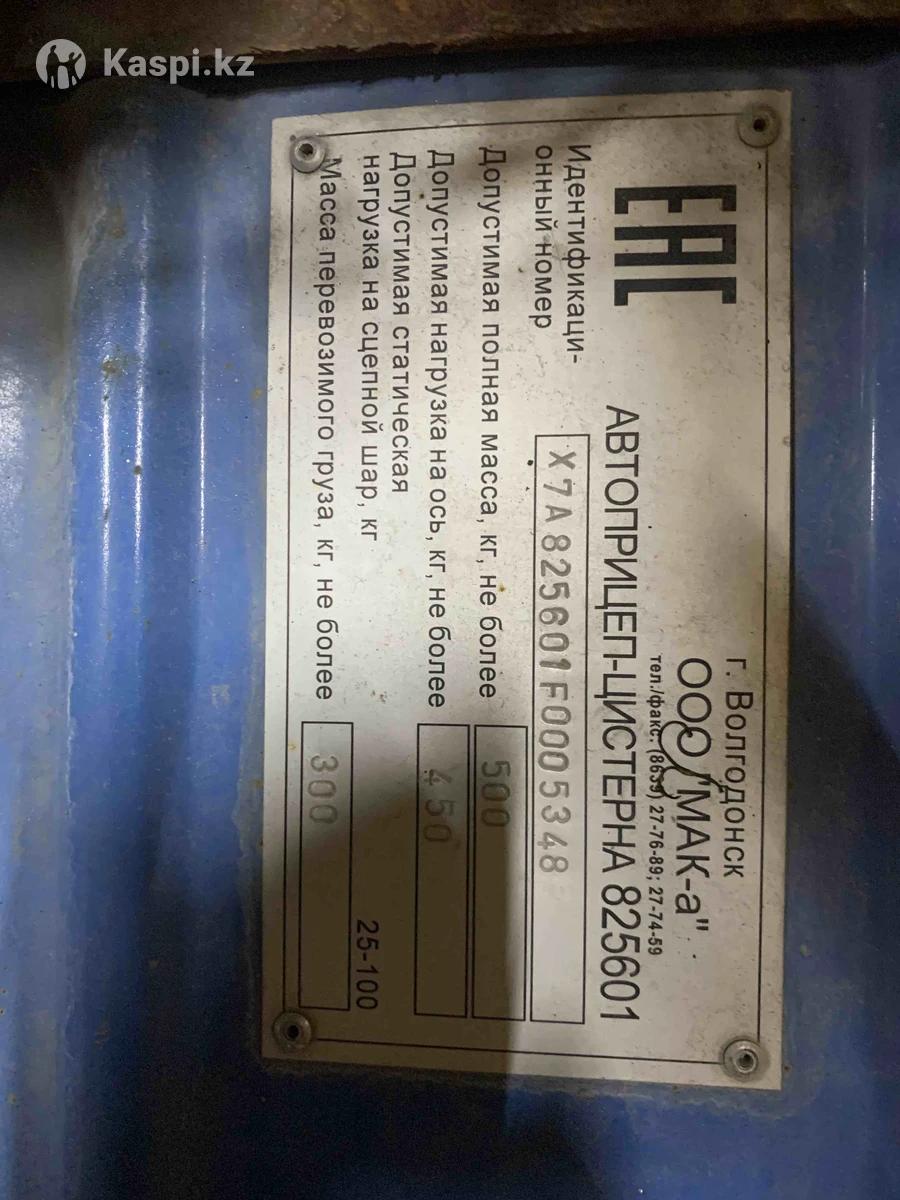 Kaspi.kz
г. Волгодонск
ЕАС ООО "МАК-а"
тел./факс. (8639) 27-76-89; 27-74-59
АВТОПРИЦЕП-ЦИСТЕРНА 825601
Идентификаци-
онный номер X7A825601F0005348
Допустимая полная масса, кг, не более 500
Допустимая нагрузка на ось, кг, не более 450
Допустимая статическая
нагрузка на сцепной шар, кг 25-100
Масса перевозимого груза, кг, не более 300